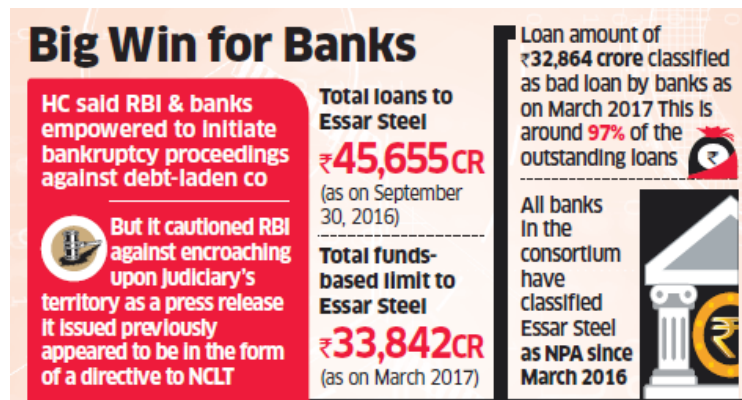 Big Win for Banks
HC said RBI & banks
empowered to initiate
bankruptcy proceedings
against debt-laden co
But it cautioned RBI
against encroaching
upon judiciary's
territory as a press release
it issued previously
appeared to be in the form
of a directive to NCLT
Total loans to
Essar Steel
₹45,655 CR
(as on September
30, 2016)
Total funds-
based limit to
Essar Steel
₹33,842CR
(as on March 2017)
Loan amount of
₹32,864 crore classified
as bad loan by banks as
on March 2017 This is
around 97% of the
outstanding loans
₹
All banks
in the
consortium
have
classified
Essar Steel
as NPA since
March 2016
₹